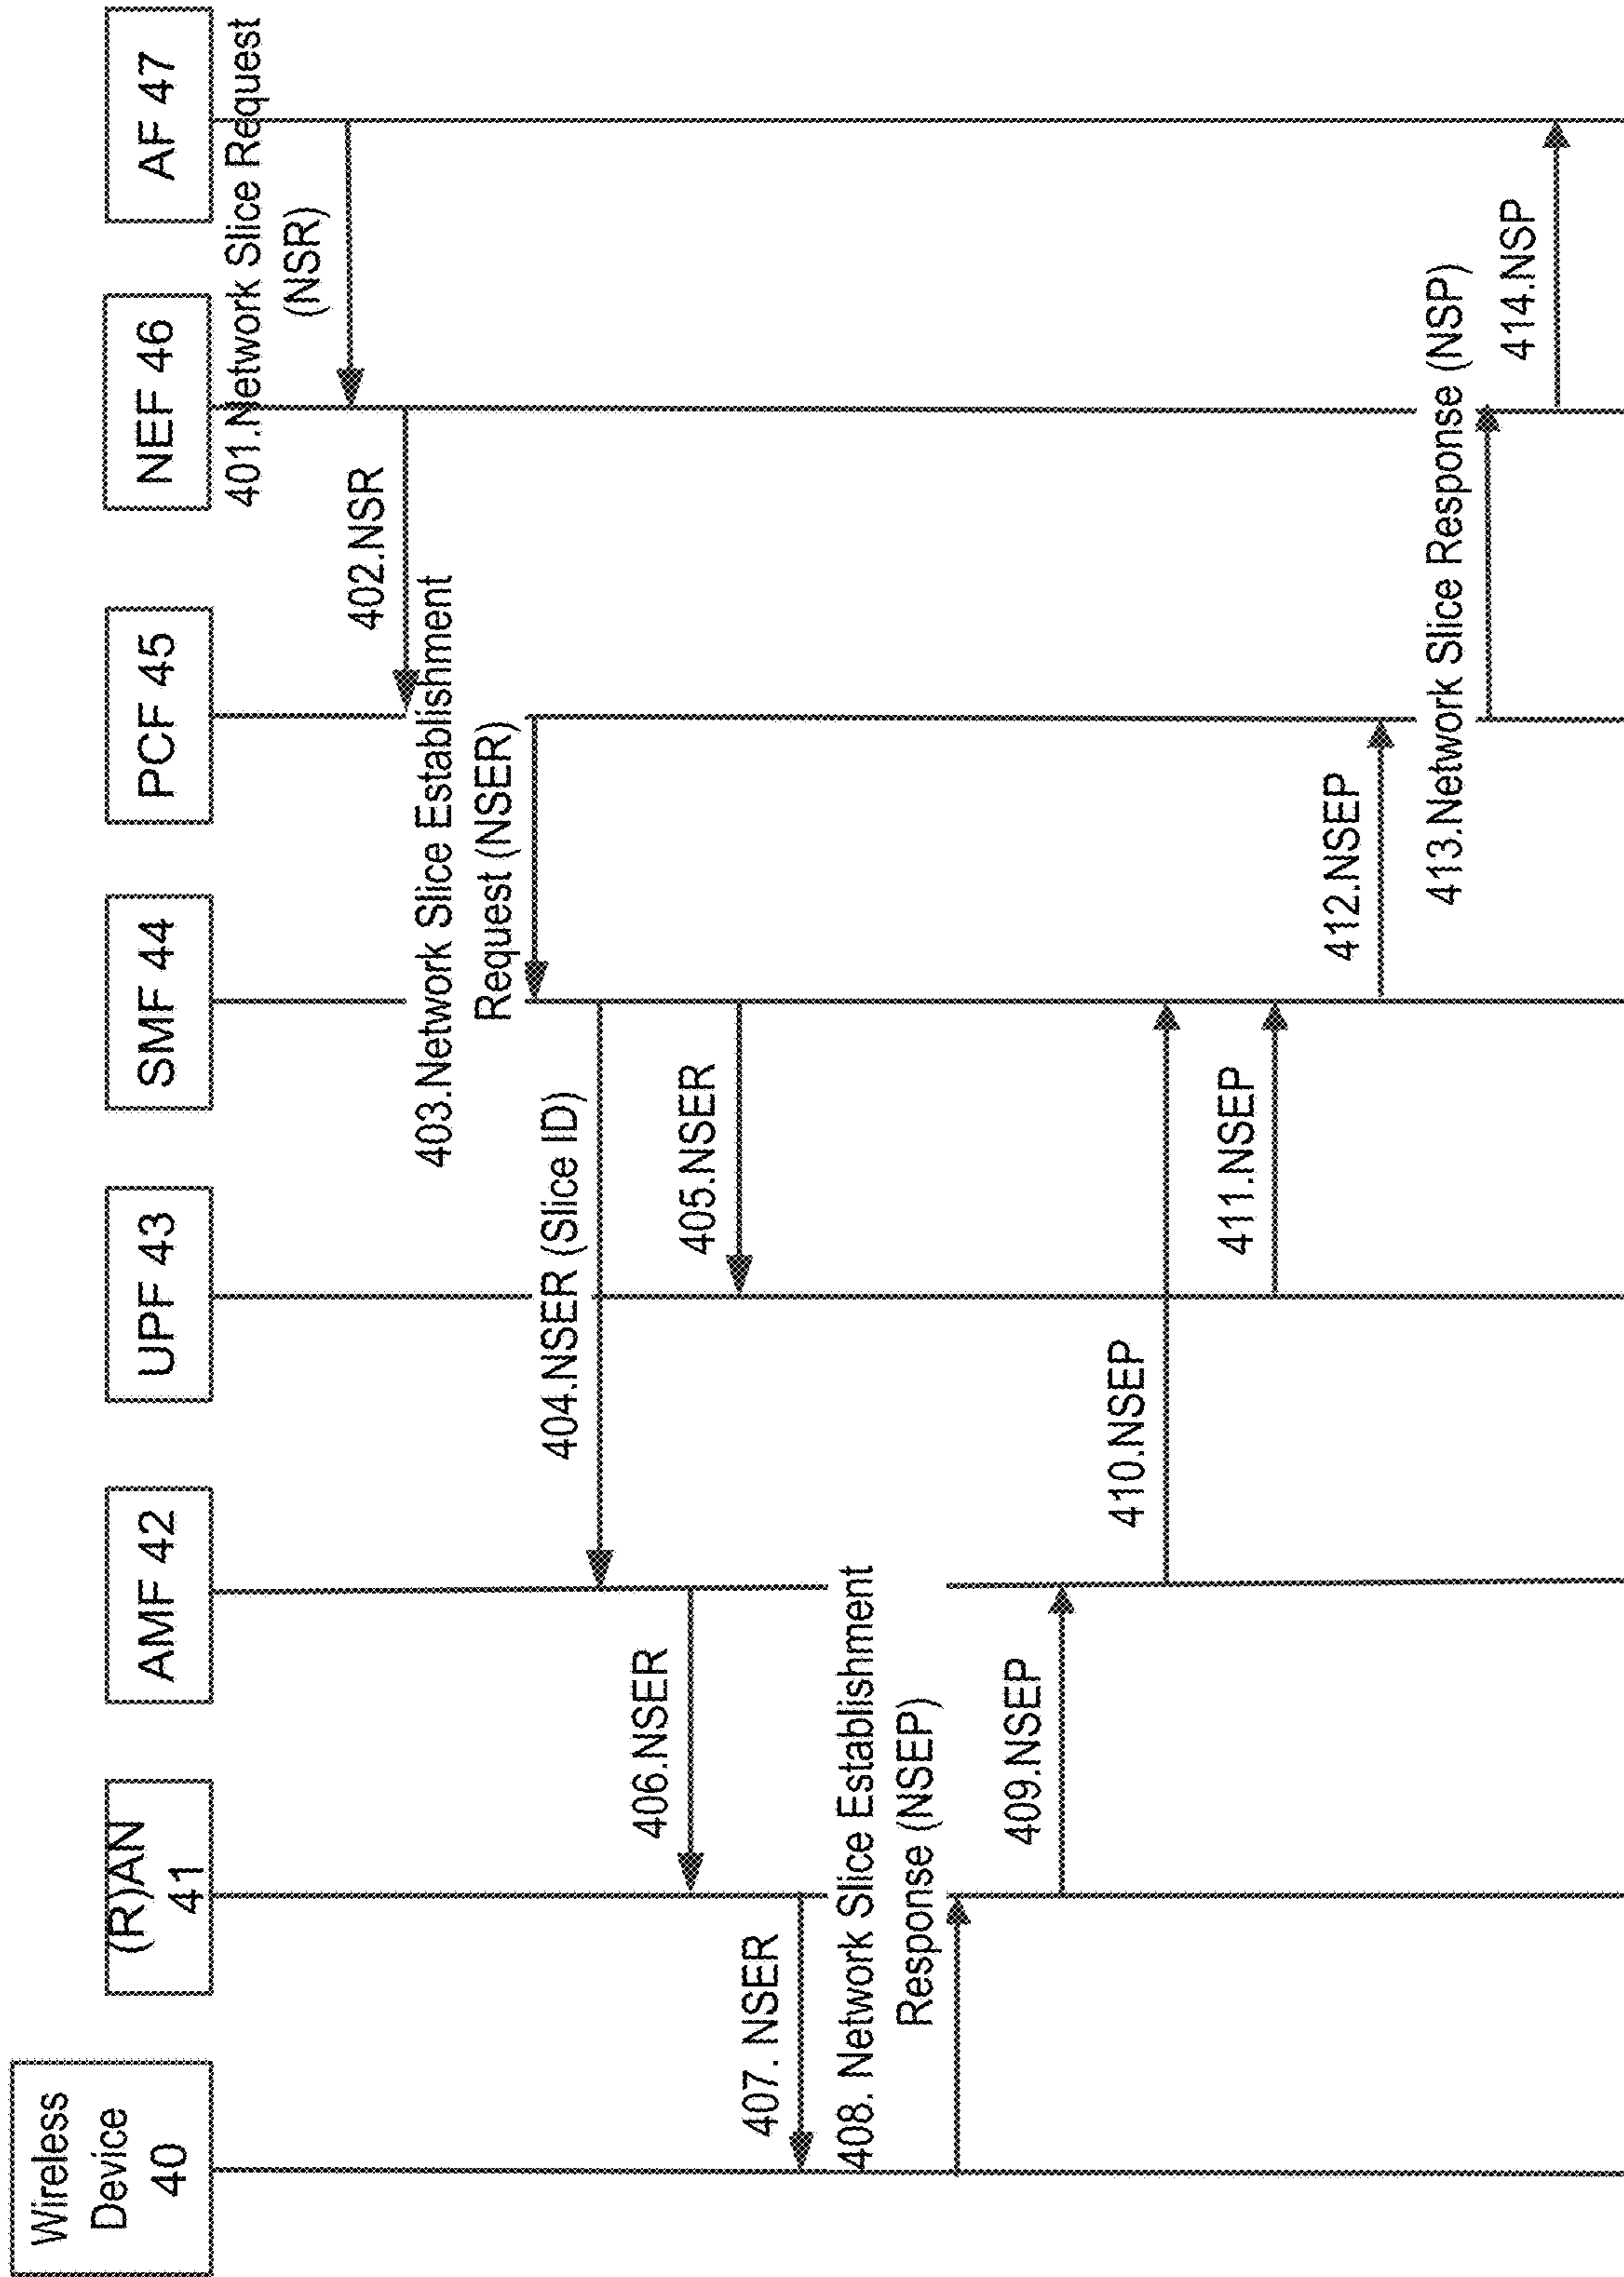 Wireless
Device
40
(R)AN
41
AMF 42
UPF 43
SMF 44
PCF 45
NEF 46
AF 47
401.Network Slice Request
(NSR)
402.NSR
403.Network Slice Establishment
Request (NSER)
404.NSER (Slice ID)
405.NSER
406.NSER
407. NSER
408. Network Slice Establishment
Response (NSEP)
409.NSEP
410.NSEP
411.NSEP
412.NSEP
413.Network Slice Response (NSP)
414.NSP